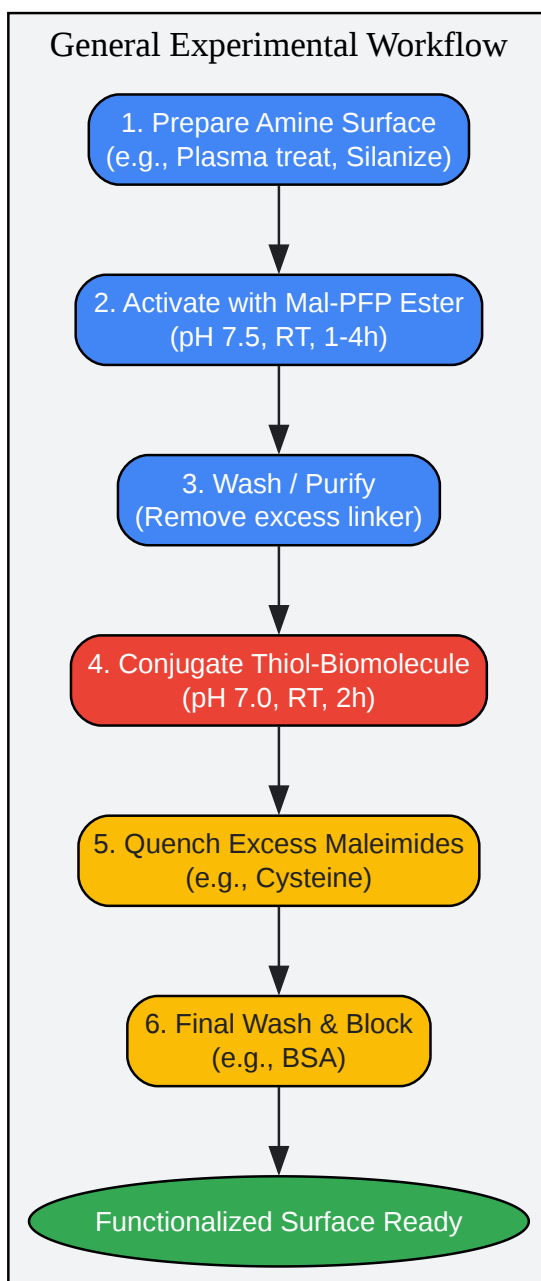 General Experimental Workflow
1. Prepare Amine Surface
(e.g., Plasma treat, Silanize)
2. Activate with Mal-PFP Ester
(pH 7.5, RT, 1-4h)
3. Wash / Purify
(Remove excess linker)
4. Conjugate Thiol-Biomolecule
(pH 7.0, RT, 2h)
5. Quench Excess Maleimides
(e.g., Cysteine)
6. Final Wash & Block
(e.g., BSA)
Functionalized Surface Ready